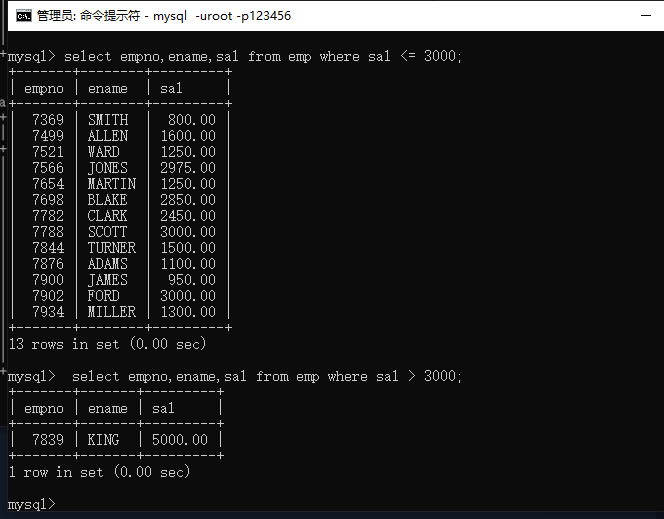 管理员: 命令提示符 - mysql  -uroot -p123456
mysql> select empno,ename,sal from emp where sal <= 3000;
+-------+--------+---------+
| empno | ename  | sal     |
+-------+--------+---------+
|  7369 | SMITH  |  800.00 |
|  7499 | ALLEN  | 1600.00 |
|  7521 | WARD   | 1250.00 |
|  7566 | JONES  | 2975.00 |
|  7654 | MARTIN | 1250.00 |
|  7698 | BLAKE  | 2850.00 |
|  7782 | CLARK  | 2450.00 |
|  7788 | SCOTT  | 3000.00 |
|  7844 | TURNER | 1500.00 |
|  7876 | ADAMS  | 1100.00 |
|  7900 | JAMES  |  950.00 |
|  7902 | FORD   | 3000.00 |
|  7934 | MILLER | 1300.00 |
+-------+--------+---------+
13 rows in set (0.00 sec)
mysql>  select empno,ename,sal from emp where sal > 3000;
+-------+-------+---------+
| empno | ename | sal     |
+-------+-------+---------+
|  7839 | KING  | 5000.00 |
+-------+-------+---------+
1 row in set (0.00 sec)
mysql>